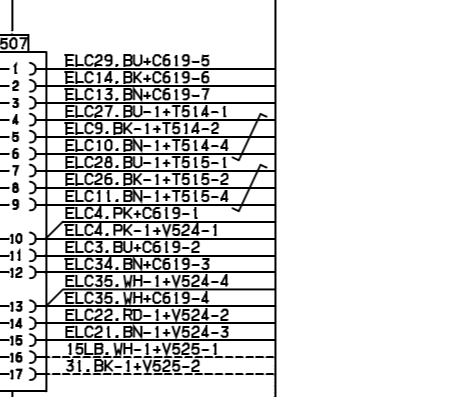 507
ELC29.BU+C619-5
1
ELC14.BK+C619-6
2
ELC13.BN+C619-7
3
ELC27.BU-1+T514-1
4
ELC9.BK-1+T514-2
5
ELC10.BN-1+T514-4
6
ELC28.BU-1+T515-1
7
ELC26.BK-1+T515-2
8
ELC11.BN-1+T515-4
9
ELC4.PK+C619-1
ELC4.PK-1+V524-1
10
ELC3.BU+C619-2
11
ELC34.BN+C619-3
12
ELC35.WH-1+V524-4
ELC35.WH+C619-4
13
ELC22.RD-1+V524-2
14
ELC21.BN-1+V524-3
15
15LB.WH-1+V525-1
16
31.BK-1+V525-2
17